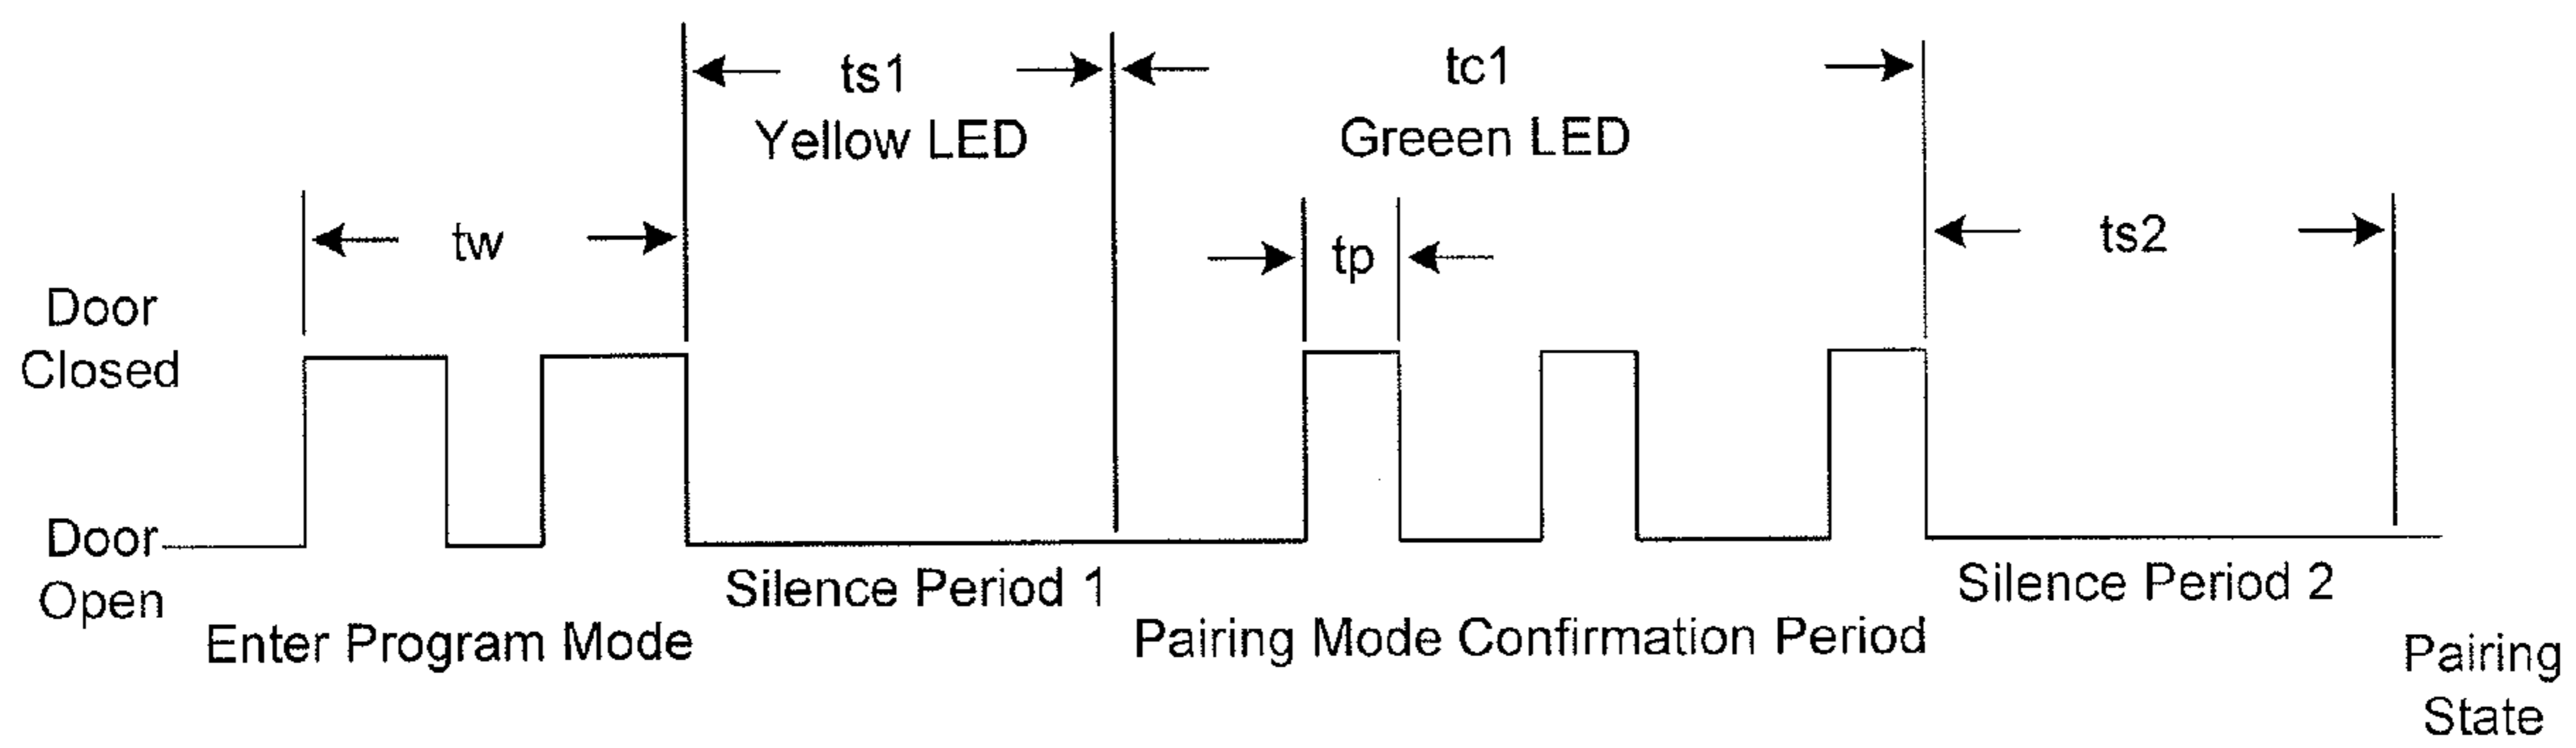 ts1
Yellow LED
tc1
Greeen LED
tw
tp
ts2
Door
Closed
Door
Open
Enter Program Mode
Silence Period 1
Pairing Mode Confirmation Period
Silence Period 2
Pairing
State